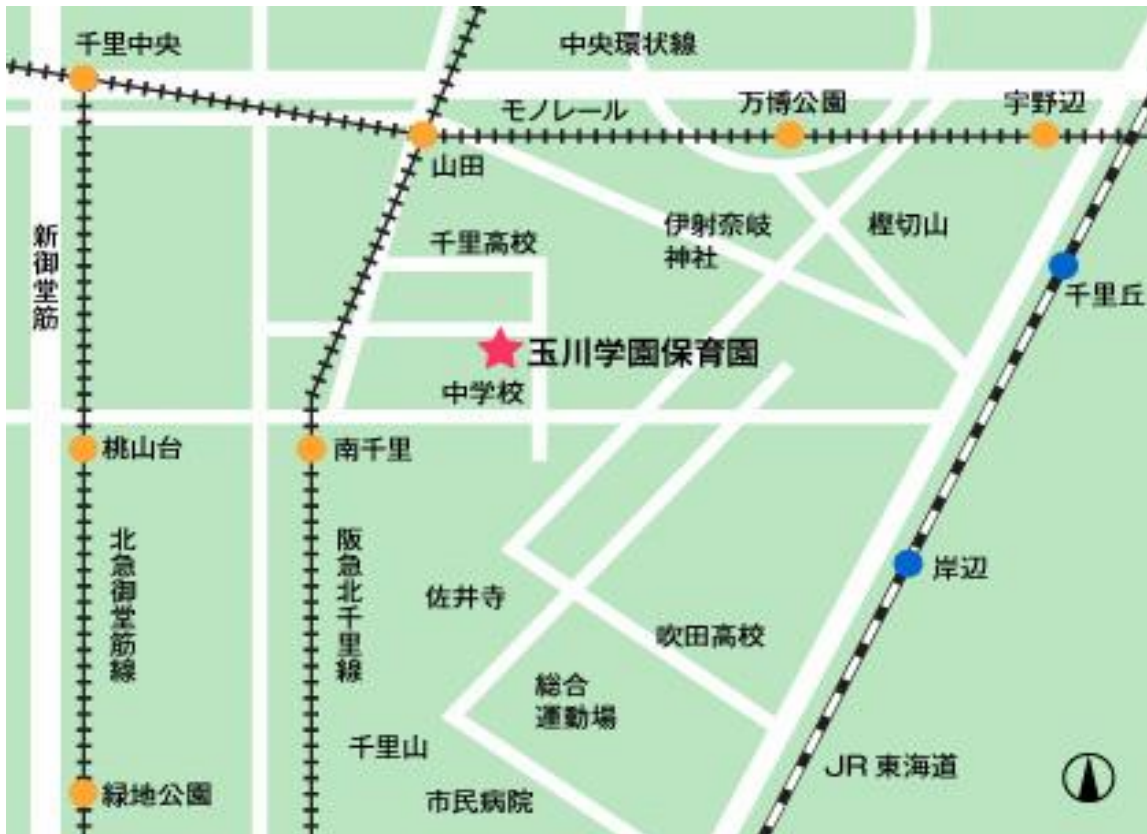 千里中央
中央環状線
モノレール
万博公園
宇野辺
山田
新御堂筋
千里高校
伊射奈岐
神社
樫切山
千里丘
玉川学園保育園
中学校
桃山台
南千里
北急御堂筋線
阪急北千里線
佐井寺
岸辺
吹田高校
総合
運動場
千里山
JR 東海道
緑地公園
市民病院